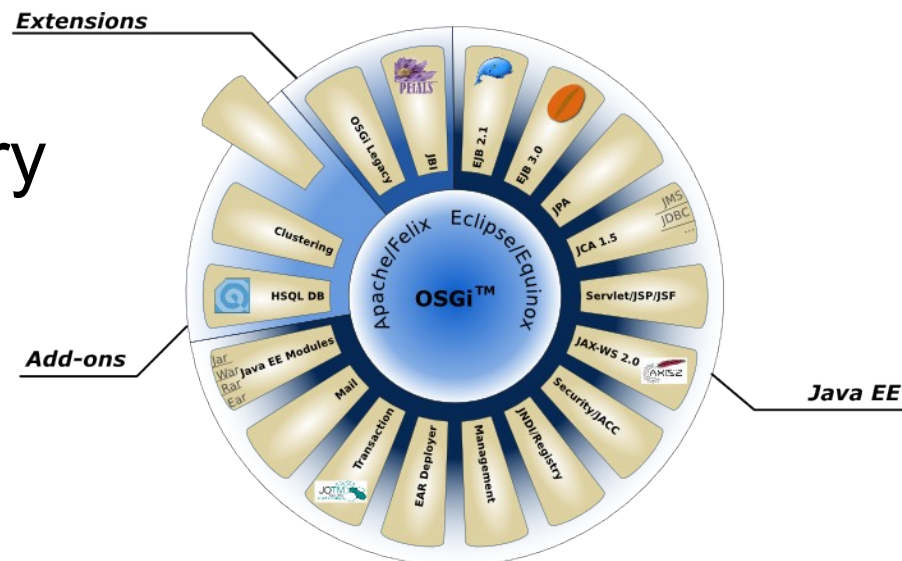 Extensions
ry
PETALS
OSGi Legacy
JBI
EJB 2.1
EJB 3.0
JPA
JCA 1.5
JMS
JDBC
...
Servlet/JSP/JSF
JAX-WS 2.0
AXIS2
Security/JACC
JNDI/Registry
Management
EAR Deployer
Transaction
JOTM
Mail
Java EE Modules
Jar
War
Rar
Ear
HSQL DB
Clustering
Apache/Felix
Eclipse/Equinox
OSGi™
Add-ons
Java EE